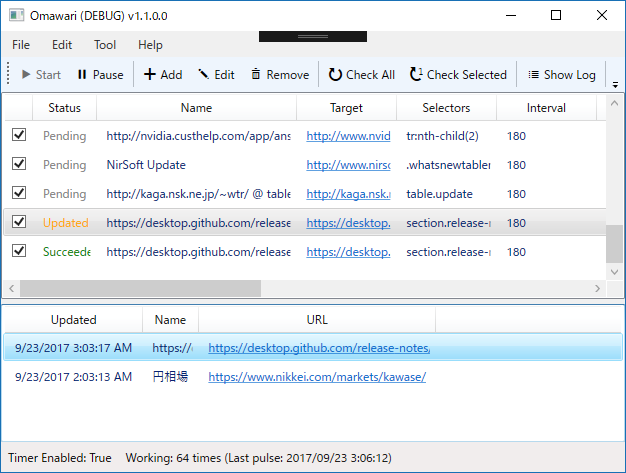 Omawari (DEBUG) v1.1.0.0
File Edit Tool Help
Start Pause Add Edit Remove Check All Check Selected Show Log
Status Name Target Selectors Interval
Pending http://nvidia.custhelp.com/app/ans http://www.nvid tr:nth-child(2) 180
Pending NirSoft Update http://www.nirsc .whatsnewtabler 180
Pending http://kaga.nsk.ne.jp/~wtr/ @ table http://kaga.nsk.r table.update 180
Updated https://desktop.github.com/release https://desktop. section.release-r 180
Succeede https://desktop.github.com/release https://desktop. section.release-r 180
Updated Name URL
9/23/2017 3:03:17 AM https://c https://desktop.github.com/release-notes,
9/23/2017 2:03:13 AM 円相場 https://www.nikkei.com/markets/kawase/
Timer Enabled: True Working: 64 times (Last pulse: 2017/09/23 3:06:12)